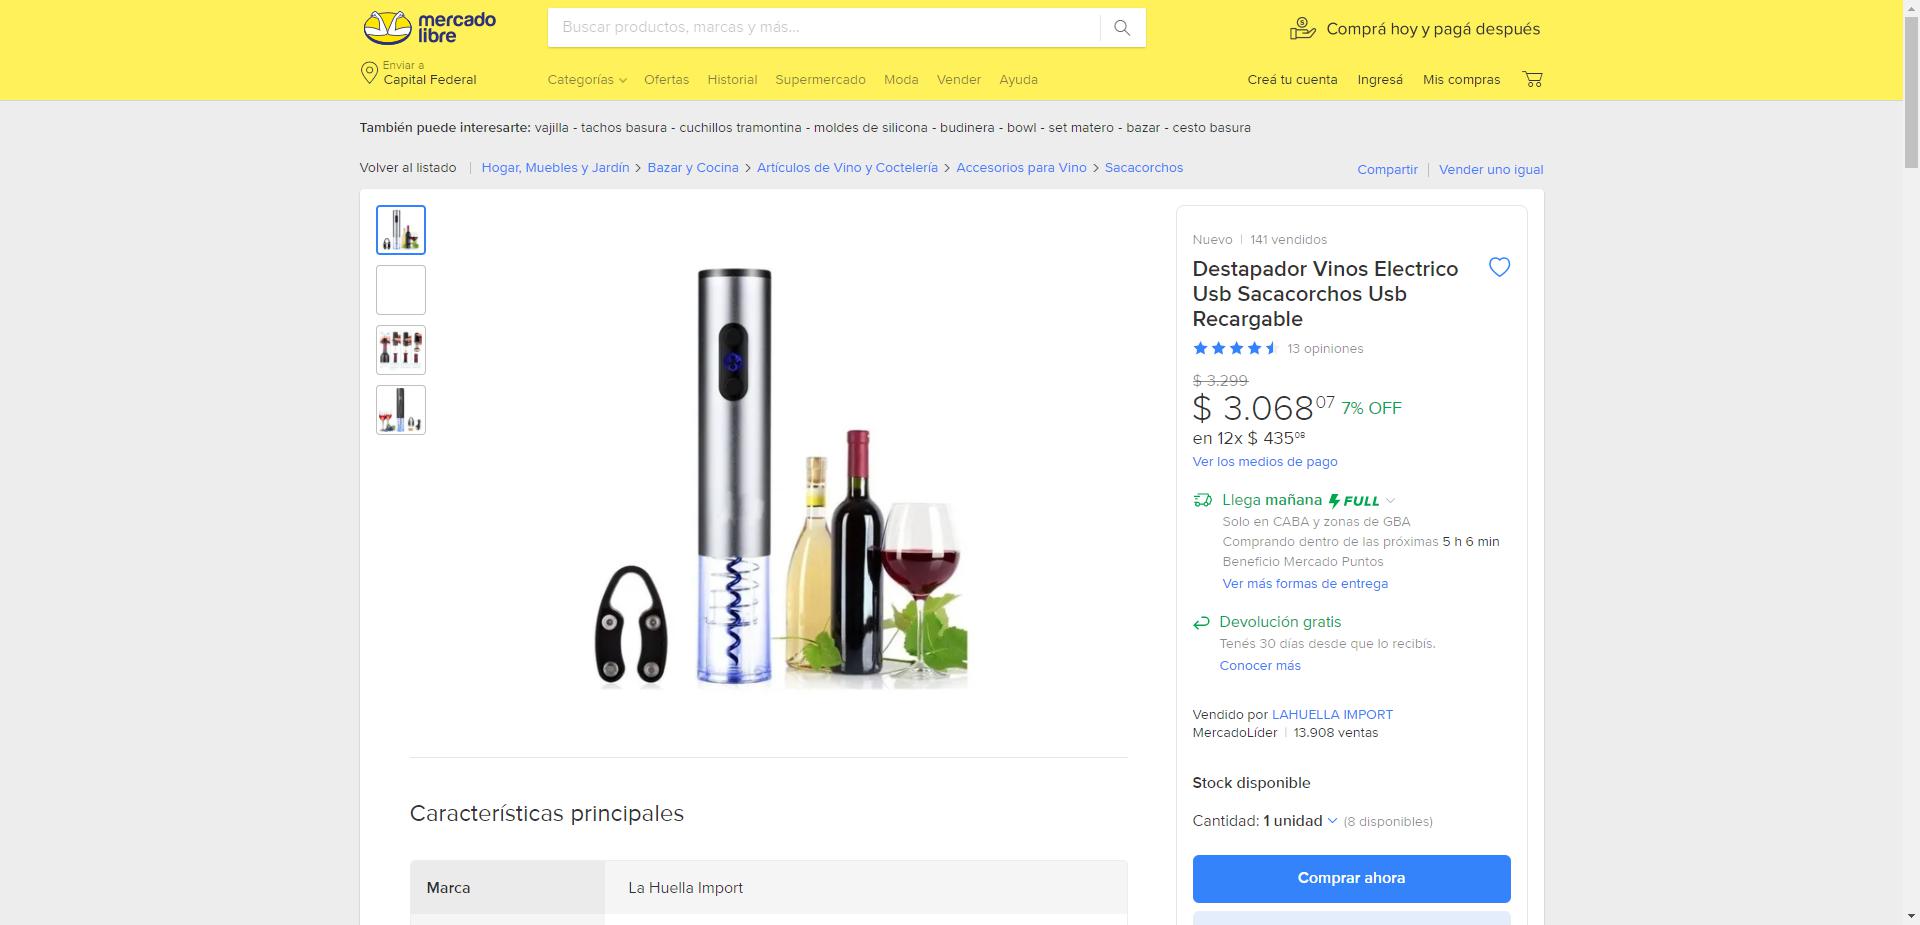 mercado
libre
Buscar productos, marcas y más...
Comprá hoy y pagá después
Enviar a
Capital Federal
Categorías
Ofertas
Historial
Supermercado
Moda
Vender
Ayuda
Creá tu cuenta
Ingresá
Mis compras
También puede interesarte: vajilla - tachos basura - cuchillos tramontina - moldes de silicona - budinera - bowl - set matero - bazar - cesto basura
Volver al listado
Hogar, Muebles y Jardín > Bazar y Cocina > Artículos de Vino y Coctelería > Accesorios para Vino > Sacacorchos
Compartir
Vender uno igual
Nuevo | 141 vendidos
Destapador Vinos Electrico
Usb Sacacorchos Usb
Recargable
13 opiniones
$ 3.299
$ 3.068 07 7% OFF
en 12x $ 435 08
Ver los medios de pago
Llega mañana FULL
Solo en CABA y zonas de GBA
Comprando dentro de las próximas 5 h 6 min
Beneficio Mercado Puntos
Ver más formas de entrega
Devolución gratis
Tenés 30 días desde que lo recibís.
Conocer más
Vendido por LAHUELLA IMPORT
MercadoLíder | 13.908 ventas
Stock disponible
Cantidad: 1 unidad (8 disponibles)
Comprar ahora
Características principales
Marca
La Huella Import